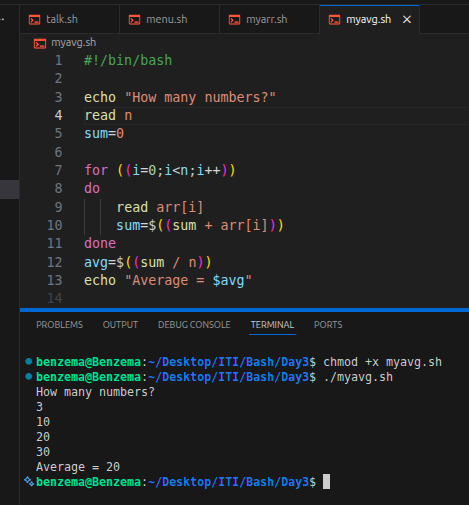 talk.sh menu.sh myarr.sh myavg.sh
myavg.sh
1 #!/bin/bash
2
3 echo "How many numbers?"
4 read n
5 sum=0
6
7 for ((i=0;i<n;i++))
8 do
9 read arr[i]
10 sum=$((sum + arr[i]))
11 done
12 avg=$((sum / n))
13 echo "Average = $avg"
14
PROBLEMS OUTPUT DEBUG CONSOLE TERMINAL PORTS
benzema@Benzema:~/Desktop/ITI/Bash/Day3$ chmod +x myavg.sh
benzema@Benzema:~/Desktop/ITI/Bash/Day3$ ./myavg.sh
How many numbers?
3
10
20
30
Average = 20
benzema@Benzema:~/Desktop/ITI/Bash/Day3$